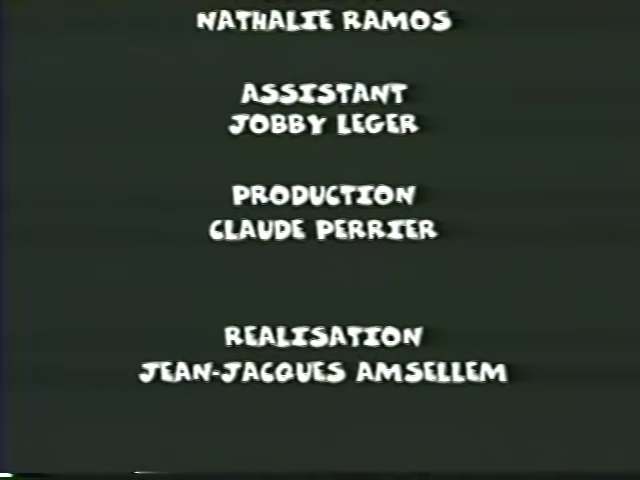 NATHALIE RAMOS
ASSISTANT
JOBBY LEGER
PRODUCTION
CLAUDE PERRIER
REALISATION
JEAN-JACQUES AMSELLEM